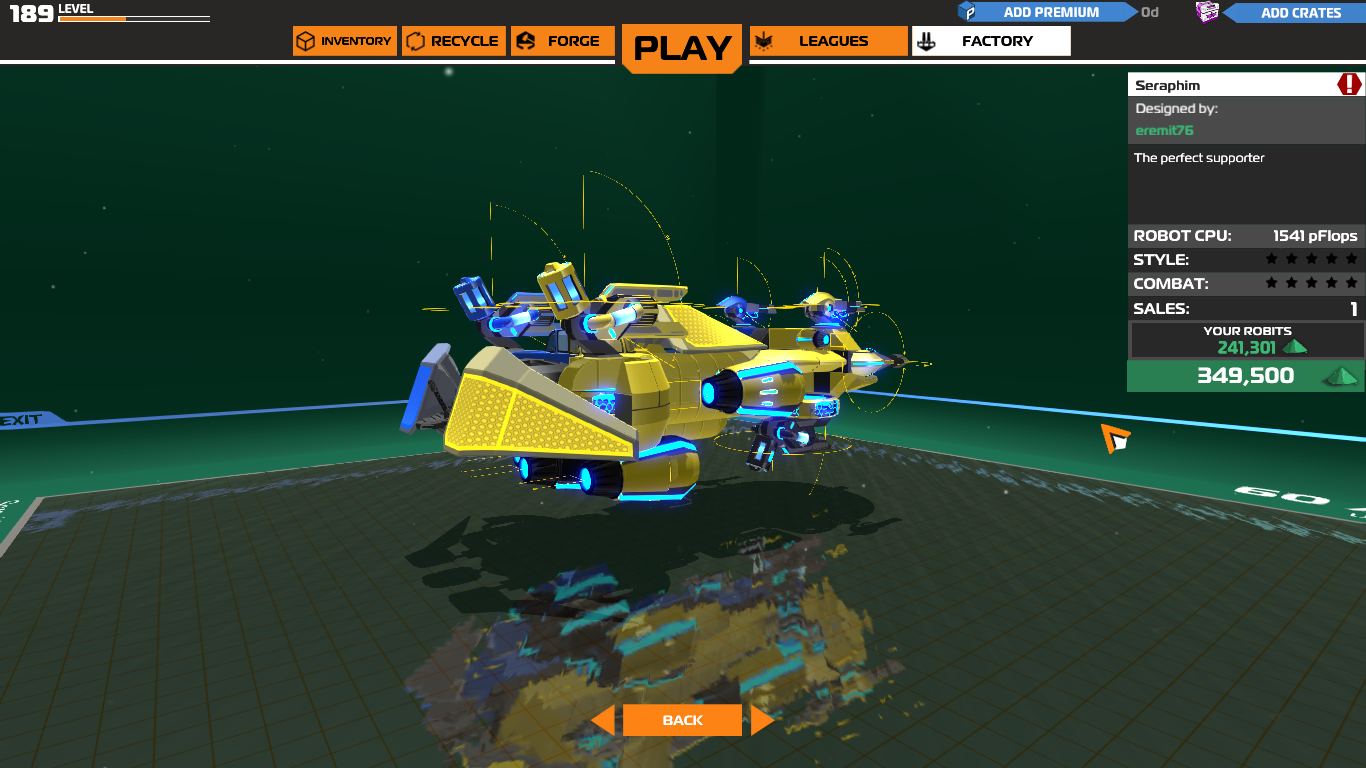 189 LEVEL
ADD PREMIUM 0d
ADD CRATES
INVENTORY
RECYCLE
FORGE
PLAY
LEAGUES
FACTORY
Seraphim
Designed by:
eremit76
The perfect supporter
ROBOT CPU: 1541 pFlops
STYLE:
COMBAT:
SALES: 1
YOUR ROBITS
241,301
349,500
EXIT
60
BACK